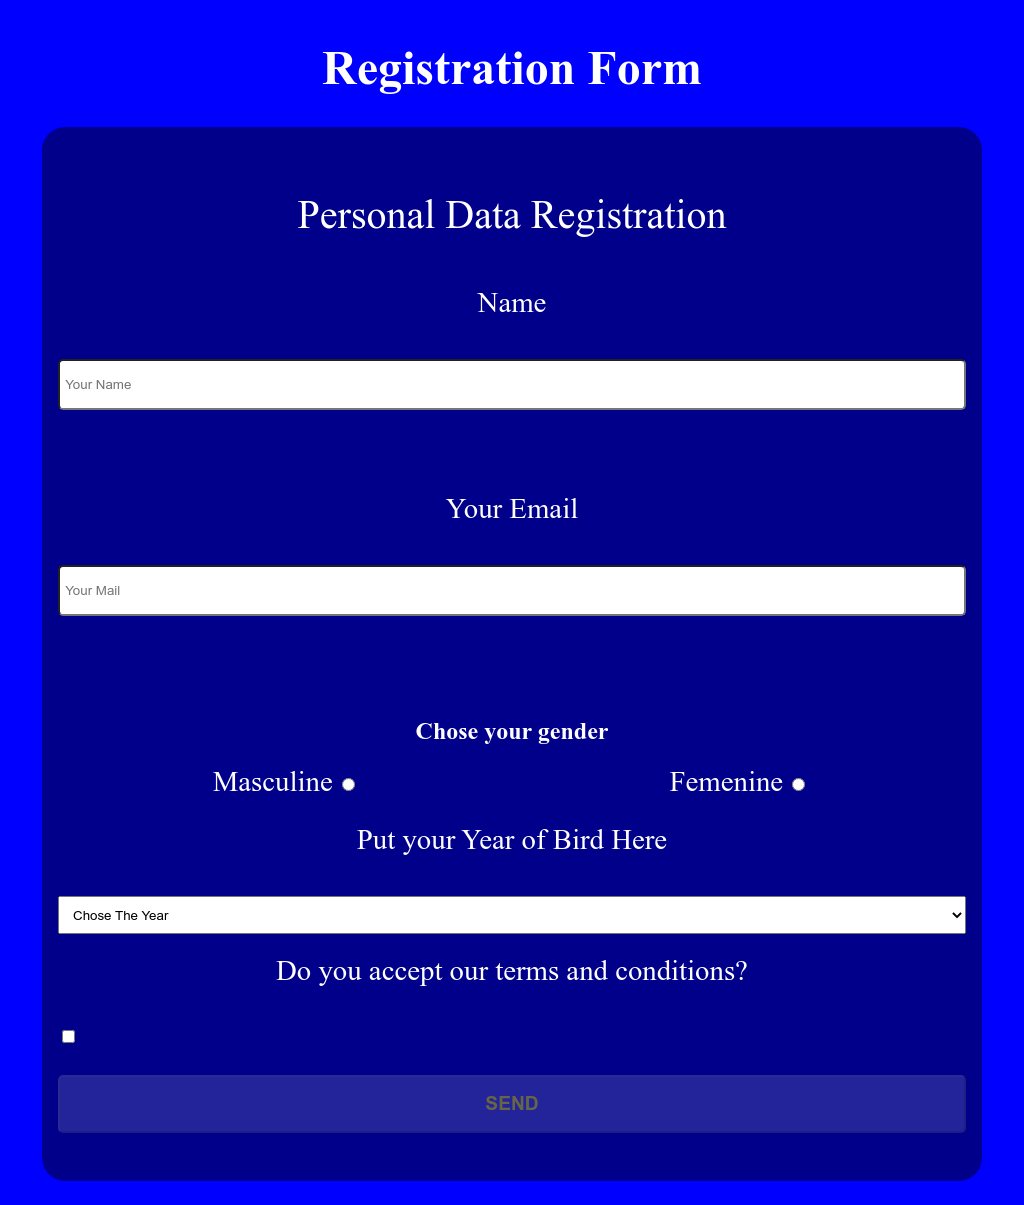 Registration Form
Personal Data Registration
Name
Your Name
Your Email
Your Mail
Chose your gender
Masculine
Femenine
Put your Year of Bird Here
Chose The Year
Do you accept our terms and conditions?
SEND